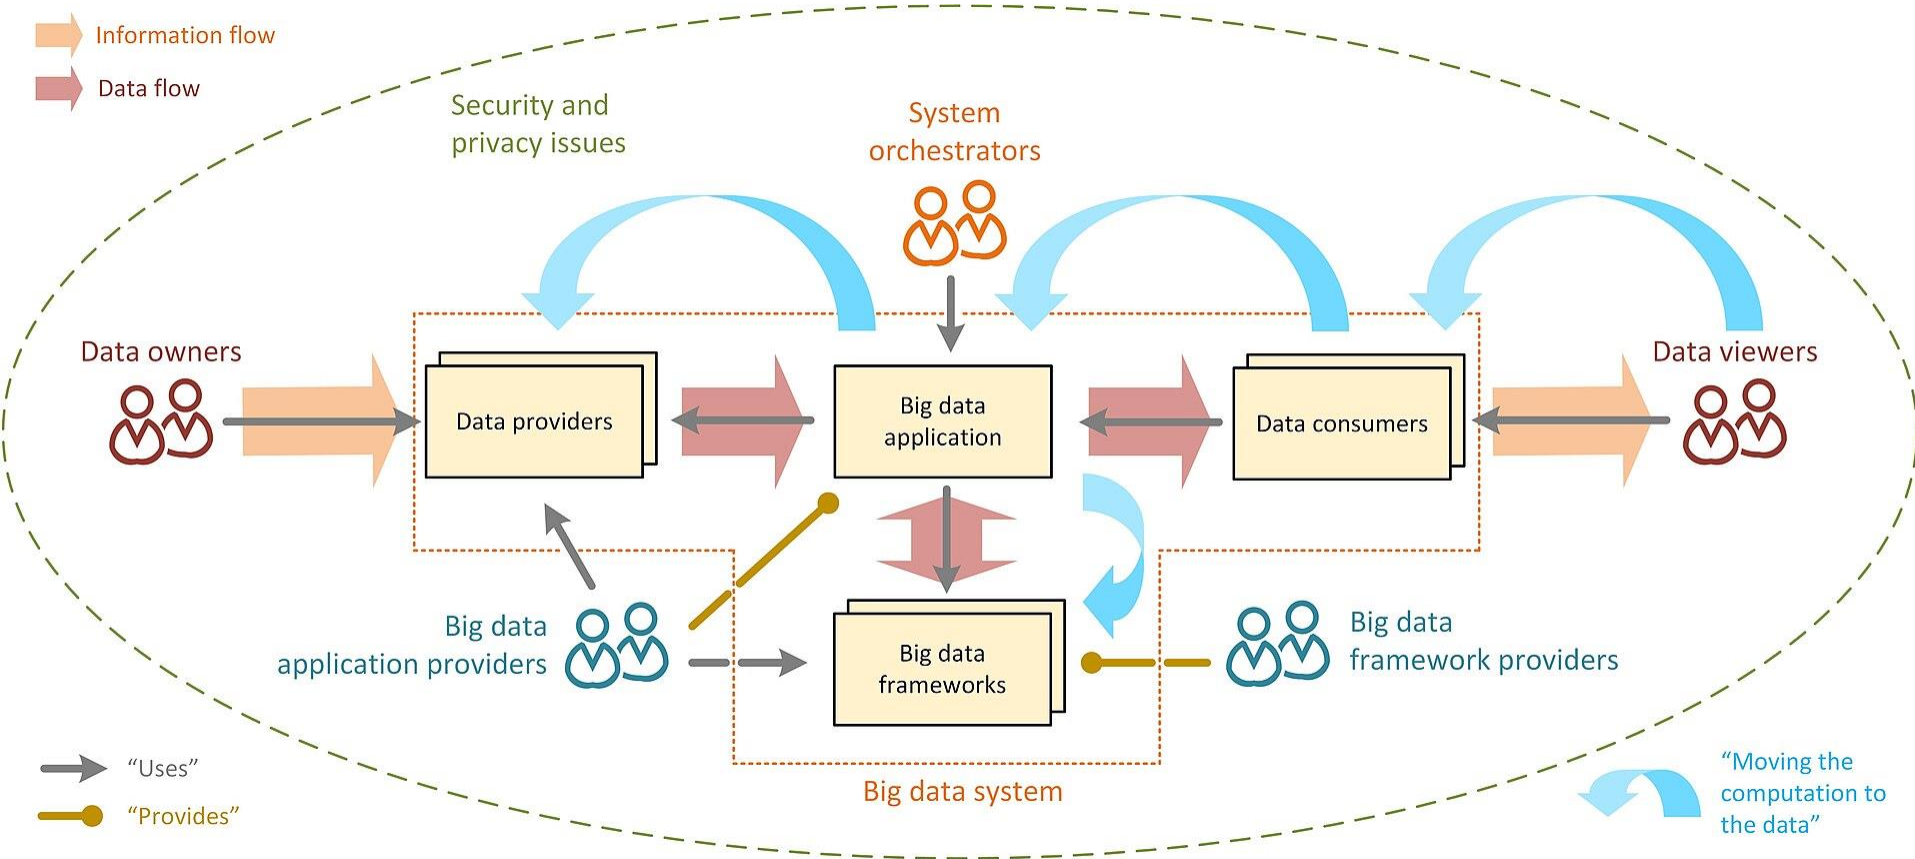 Information flow
Data flow
Security and
privacy issues
System
orchestrators
Data owners
Data viewers
Data providers
Big data
application
Data consumers
Big data
application providers
Big data
frameworks
Big data
framework providers
“Uses”
“Provides”
Big data system
“Moving the
computation to
the data”